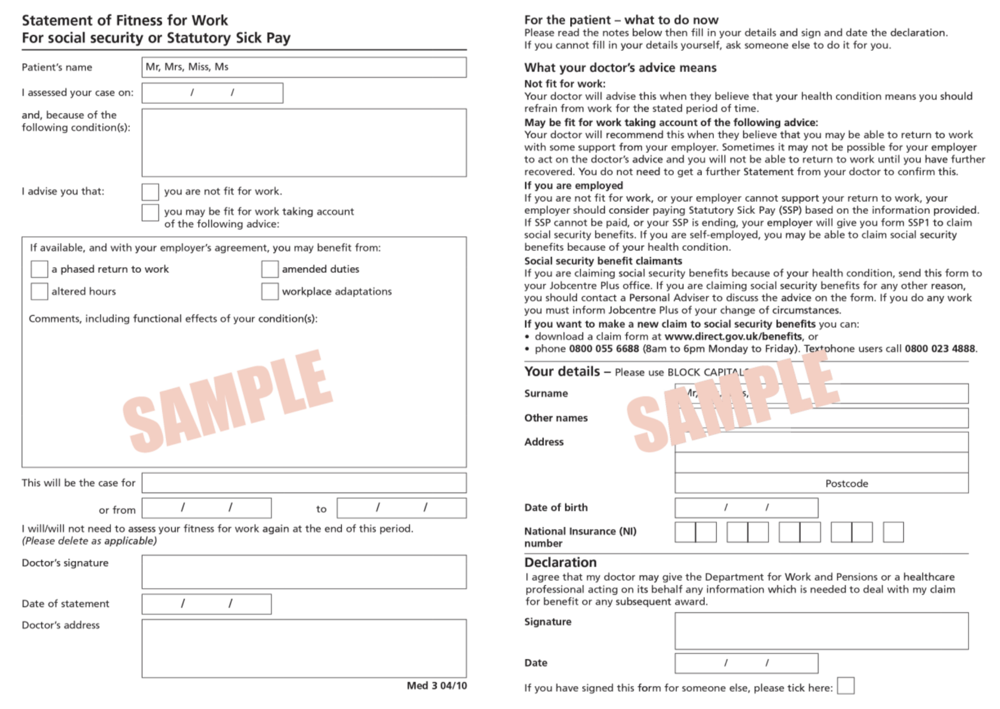 Statement of Fitness for Work
For social security or Statutory Sick Pay
Patient's name
Mr, Mrs, Miss, Ms
I assessed your case on:
/ /
and, because of the
following condition(s):
I advise you that:
you are not fit for work.
you may be fit for work taking account
of the following advice:
If available, and with your employer's agreement, you may benefit from:
a phased return to work
amended duties
altered hours
workplace adaptations
Comments, including functional effects of your condition(s):
SAMPLE
This will be the case for
or from
/ /
to
/ /
I will/will not need to assess your fitness for work again at the end of this period.
(Please delete as applicable)
Doctor's signature
Date of statement
/ /
Doctor's address
Med 3 04/10
For the patient – what to do now
Please read the notes below then fill in your details and sign and date the declaration.
If you cannot fill in your details yourself, ask someone else to do it for you.
What your doctor's advice means
Not fit for work:
Your doctor will advise this when they believe that your health condition means you should
refrain from work for the stated period of time.
May be fit for work taking account of the following advice:
Your doctor will recommend this when they believe that you may be able to return to work
with some support from your employer. Sometimes it may not be possible for your employer
to act on the doctor's advice and you will not be able to return to work until you have further
recovered. You do not need to get a further Statement from your doctor to confirm this.
If you are employed
If you are not fit for work, or your employer cannot support your return to work, your
employer should consider paying Statutory Sick Pay (SSP) based on the information provided.
If SSP cannot be paid, or your SSP is ending, your employer will give you form SSP1 to claim
social security benefits. If you are self-employed, you may be able to claim social security
benefits because of your health condition.
Social security benefit claimants
If you are claiming social security benefits because of your health condition, send this form to
your Jobcentre Plus office. If you are claiming social security benefits for any other reason,
you should contact a Personal Adviser to discuss the advice on the form. If you do any work
you must inform Jobcentre Plus of your change of circumstances.
If you want to make a new claim to social security benefits you can:
• download a claim form at www.direct.gov.uk/benefits, or
• phone 0800 055 6688 (8am to 6pm Monday to Friday). Textphone users call 0800 023 4888.
Your details – Please use BLOCK CAPITALS
Surname
Mr,
Other names
SAMPLE
Address
Postcode
Date of birth
/ /
National Insurance (NI)
number
Declaration
I agree that my doctor may give the Department for Work and Pensions or a healthcare
professional acting on its behalf any information which is needed to deal with my claim
for benefit or any subsequent award.
Signature
Date
/ /
If you have signed this form for someone else, please tick here: